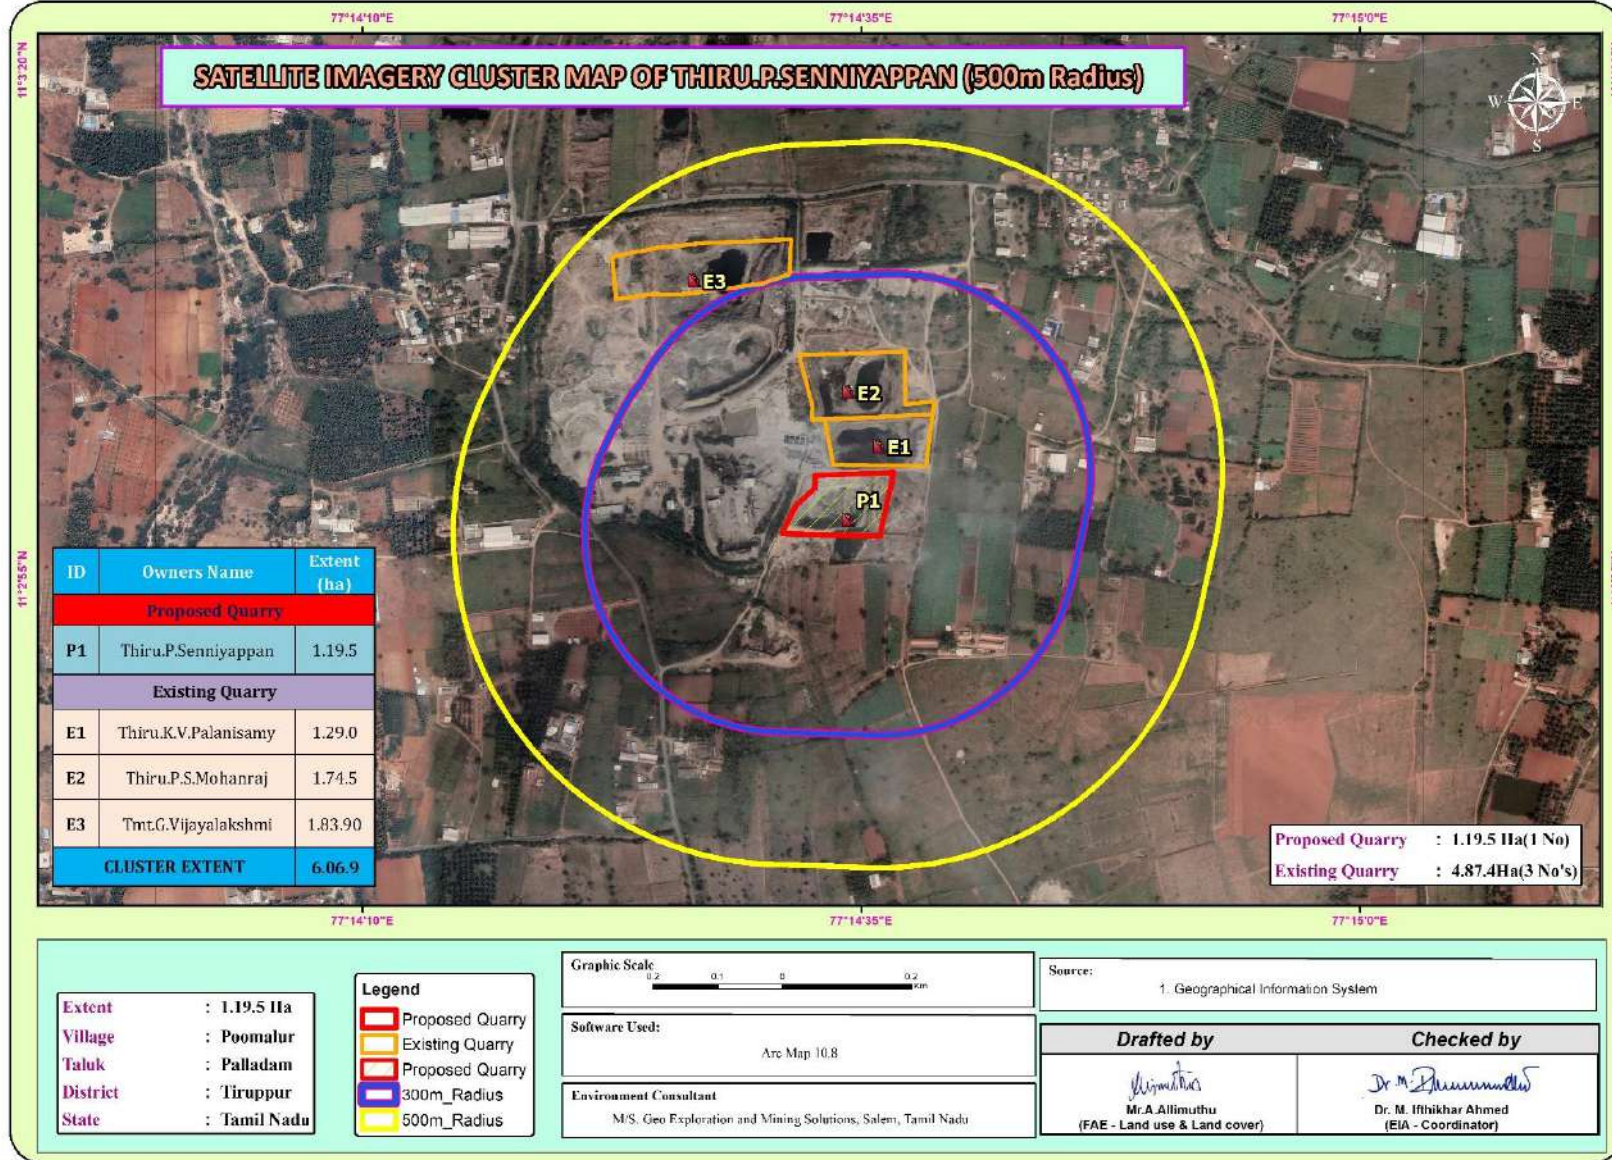 77°14'10"E 77°14'35"E 77°15'0"E
11°3'20"N
SATELLITE IMAGERY CLUSTER MAP OF THIRU.P.SENNIYAPPAN (500m Radius)
N
W E
S
E3
E2
E1
P1
11°2'55"N
ID Owners Name Extent (ha)
Proposed Quarry
P1 Thiru.P.Senniyappan 1.19.5
Existing Quarry
E1 Thiru.K.V.Palanisamy 1.29.0
E2 Thiru.P.S.Mohanraj 1.74.5
E3 Tmt.G.Vijayalakshmi 1.83.90
CLUSTER EXTENT 6.06.9
Proposed Quarry : 1.19.5 Ha(1 No)
Existing Quarry : 4.87.4Ha(3 No's)
77°14'10"E 77°14'35"E 77°15'0"E
Extent : 1.19.5 Ha
Village : Poomalur
Taluk : Palladam
District : Tiruppur
State : Tamil Nadu
Legend
Proposed Quarry
Existing Quarry
Proposed Quarry
300m_Radius
500m_Radius
Graphic Scale
0.2 0.1 0 0.2
Km
Software Used:
Arc Map 10.8
Environment Consultant
M/S. Geo Exploration and Mining Solutions, Salem, Tamil Nadu
Source:
1. Geographical Information System
Drafted by
Mr.A.Allimuthu
(FAE - Land use & Land cover)
Checked by
Dr. M. Ifthikhar Ahmed
(EIA - Coordinator)